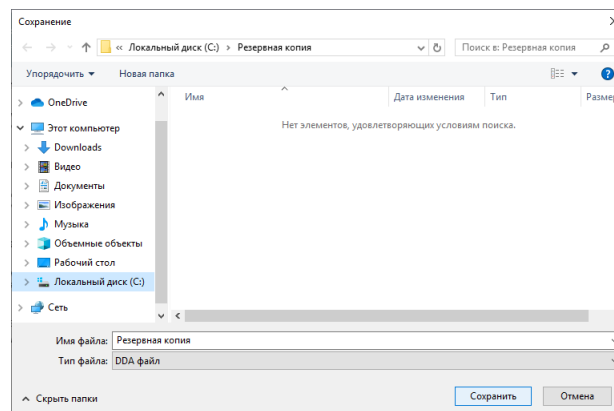 Сохранение
« Локальный диск (C:) › Резервная копия
Поиск в: Резервная копия
Упорядочить
Новая папка
Имя
Дата изменения
Тип
Нет элементов, удовлетворяющих условиям поиска.
OneDrive
Этот компьютер
Downloads
Видео
Документы
Изображения
Музыка
Объемные объекты
Рабочий стол
Локальный диск (C:)
Сеть
Имя файла: Резервная копия
Тип файла: DDA файл
Скрыть папки
Сохранить
Отмена